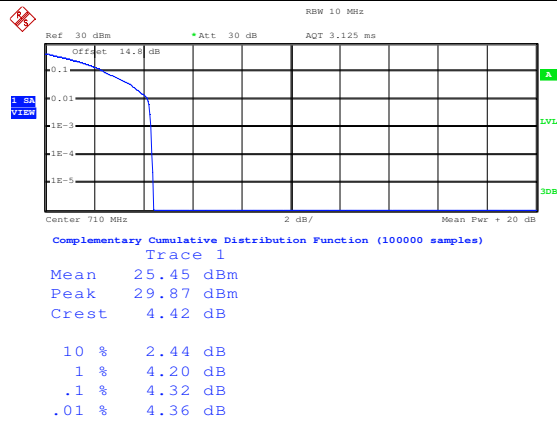 RBW 10 MHz
Ref 30 dBm * Att 30 dB AQT 3.125 ms
Offset 14.8 dB
0.1
A
0.01
1 SA
VIEW
1E-3
LVL
1E-4
1E-5
3DB
Center 710 MHz 2 dB/ Mean Pwr + 20 dB
Complementary Cumulative Distribution Function (100000 samples)
Trace 1
Mean 25.45 dBm
Peak 29.87 dBm
Crest 4.42 dB
10 % 2.44 dB
1 % 4.20 dB
.1 % 4.32 dB
.01 % 4.36 dB